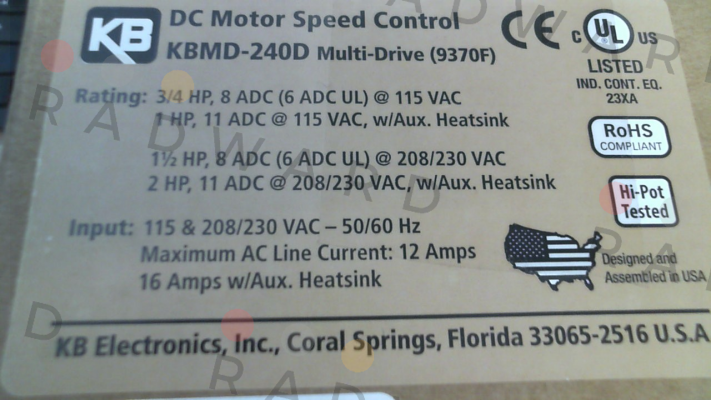 KB
DC Motor Speed Control
KBMD-240D Multi-Drive (9370F)
CE
C UL US
LISTED
IND. CONT. EQ.
23XA
Rating: 3/4 HP, 8 ADC (6 ADC UL) @ 115 VAC
1 HP, 11 ADC @ 115 VAC, w/Aux. Heatsink
1½ HP, 8 ADC (6 ADC UL) @ 208/230 VAC
2 HP, 11 ADC @ 208/230 VAC, w/Aux. Heatsink
RoHS
COMPLIANT
Hi-Pot
Tested
Input: 115 & 208/230 VAC – 50/60 Hz
Maximum AC Line Current: 12 Amps
16 Amps w/Aux. Heatsink
Designed and
Assembled in USA
KB Electronics, Inc., Coral Springs, Florida 33065-2516 U.S.A
RADWARD
RADWARD
RADWARD